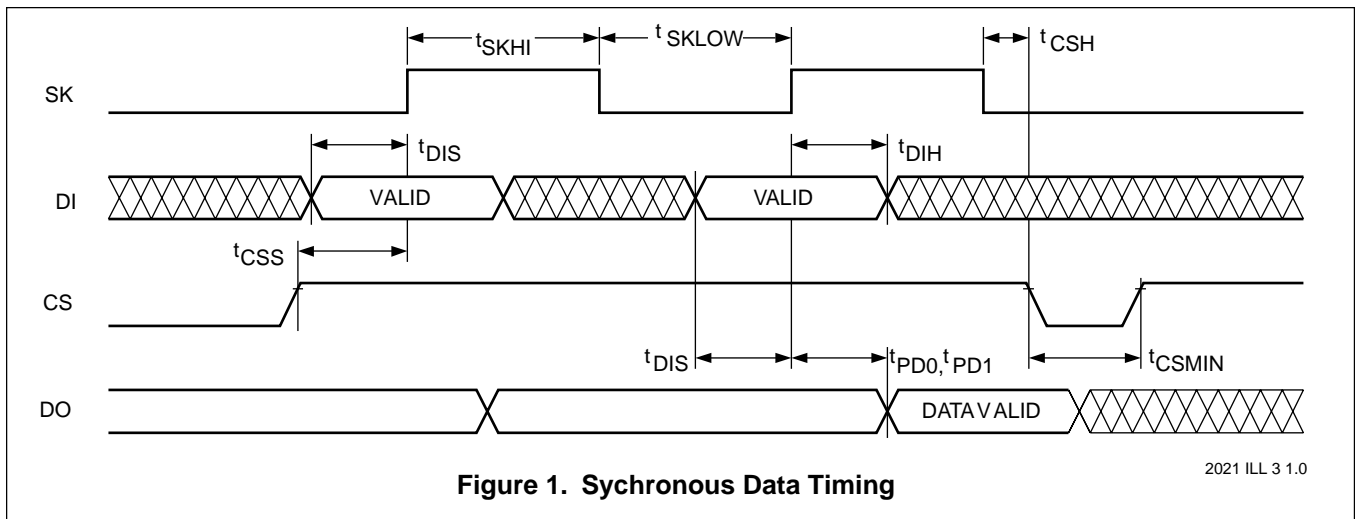 tSKHI
tSKLOW
tCSH
SK
tDIS
tDIH
DI
VALID
VALID
tCSS
CS
tDIS
tPD0,tPD1
tCSMIN
DO
DATA VALID
2021 ILL 3 1.0
Figure 1. Sychronous Data Timing